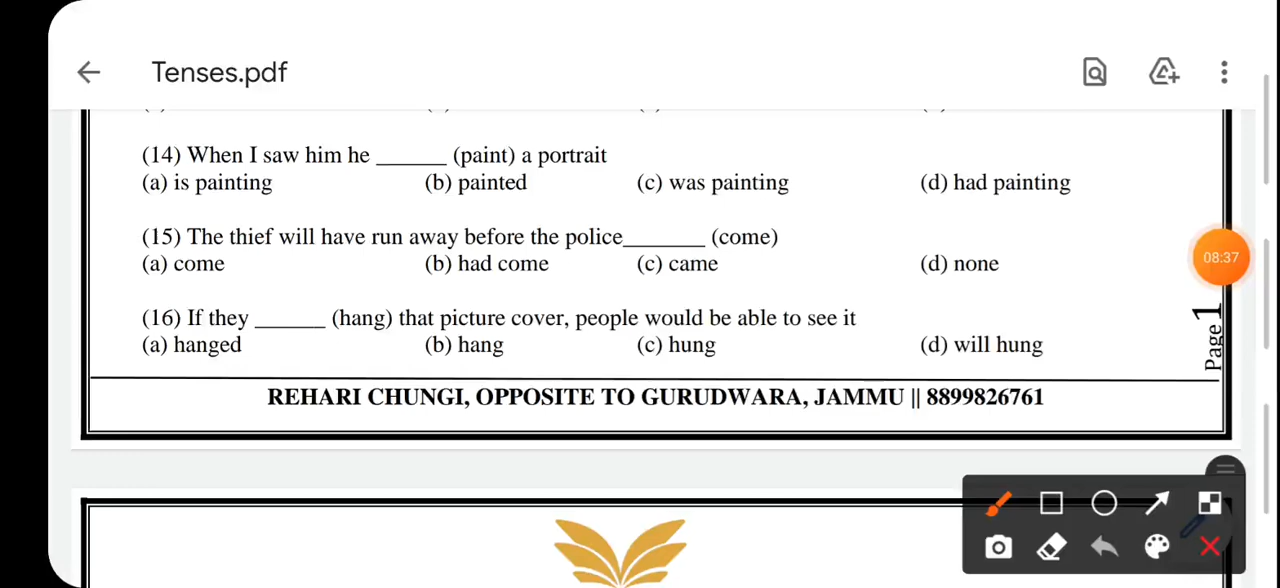 Tenses.pdf
(14) When I saw him he ______ (paint) a portrait
(a) is painting (b) painted (c) was painting (d) had painting
(15) The thief will have run away before the police_______ (come)
(a) come (b) had come (c) came (d) none
08:37
(16) If they ______ (hang) that picture cover, people would be able to see it
(a) hanged (b) hang (c) hung (d) will hung
Page 1
REHARI CHUNGI, OPPOSITE TO GURUDWARA, JAMMU || 8899826761